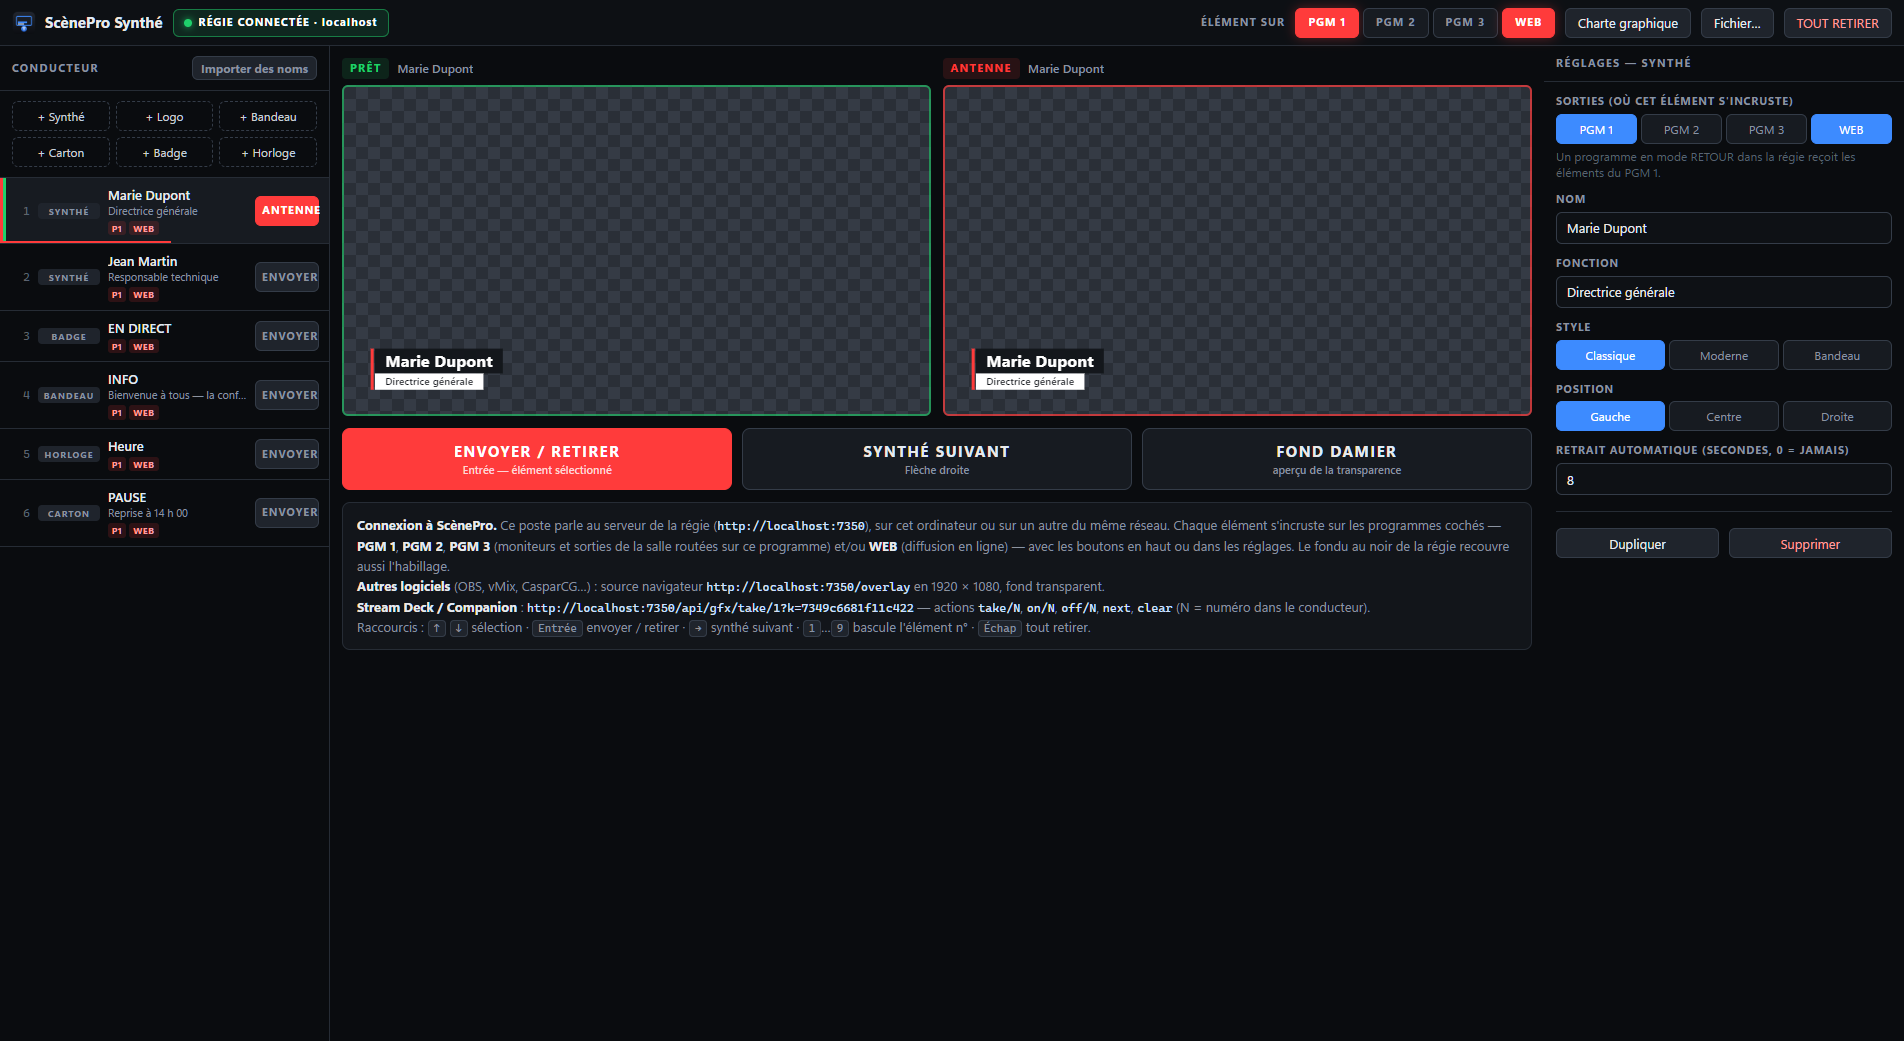 ScènePro Synthé
RÉGIE CONNECTÉE · localhost
ÉLÉMENT SUR
PGM 1
PGM 2
PGM 3
WEB
Charte graphique
Fichier...
TOUT RETIRER
CONDUCTEUR
Importer des noms
+ Synthé
+ Logo
+ Bandeau
+ Carton
+ Badge
+ Horloge
1 SYNTHÉ Marie Dupont
Directrice générale
P1 WEB
ANTENNE
2 SYNTHÉ Jean Martin
Responsable technique
P1 WEB
ENVOYER
3 BADGE EN DIRECT
P1 WEB
ENVOYER
4 BANDEAU INFO
Bienvenue à tous — la conf...
P1 WEB
ENVOYER
5 HORLOGE Heure
P1 WEB
ENVOYER
6 CARTON PAUSE
Reprise à 14 h 00
P1 WEB
ENVOYER
PRÊT Marie Dupont
Marie Dupont
Directrice générale
ANTENNE Marie Dupont
Marie Dupont
Directrice générale
ENVOYER / RETIRER
Entrée — élément sélectionné
SYNTHÉ SUIVANT
Flèche droite
FOND DAMIER
aperçu de la transparence
Connexion à ScènePro. Ce poste parle au serveur de la régie (http://localhost:7350), sur cet ordinateur ou sur un autre du même réseau. Chaque élément s'incruste sur les programmes cochés —
PGM 1, PGM 2, PGM 3 (moniteurs et sorties de la salle routées sur ce programme) et/ou WEB (diffusion en ligne) — avec les boutons en haut ou dans les réglages. Le fondu au noir de la régie recouvre
aussi l'habillage.
Autres logiciels (OBS, vMix, CasparCG...) : source navigateur http://localhost:7350/overlay en 1920 × 1080, fond transparent.
Stream Deck / Companion : http://localhost:7350/api/gfx/take/1?k=7349c6681f11c422 — actions take/N, on/N, off/N, next, clear (N = numéro dans le conducteur).
Raccourcis : ↑ ↓ sélection · Entrée envoyer / retirer · → synthé suivant · 1...9 bascule l'élément n° · Échap tout retirer.
RÉGLAGES — SYNTHÉ
SORTIES (OÙ CET ÉLÉMENT S'INCRUSTE)
PGM 1
PGM 2
PGM 3
WEB
Un programme en mode RETOUR dans la régie reçoit les
éléments du PGM 1.
NOM
Marie Dupont
FONCTION
Directrice générale
STYLE
Classique
Moderne
Bandeau
POSITION
Gauche
Centre
Droite
RETRAIT AUTOMATIQUE (SECONDES, 0 = JAMAIS)
8
Dupliquer
Supprimer